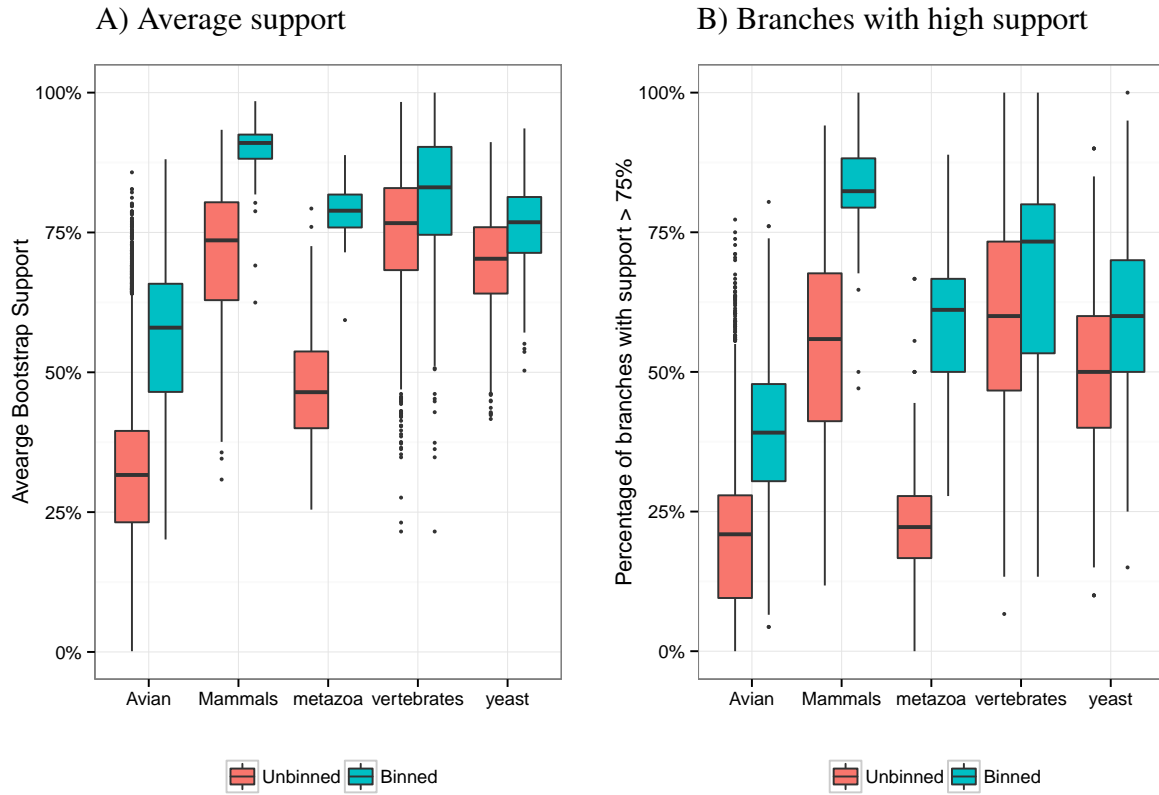 A) Average support
B) Branches with high support
Avearge Bootstrap Support
100%
75%
50%
25%
0%
Avian Mammals metazoa vertebrates yeast
Unbinned Binned
Percentage of branches with support > 75%
100%
75%
50%
25%
0%
Avian Mammals metazoa vertebrates yeast
Unbinned Binned